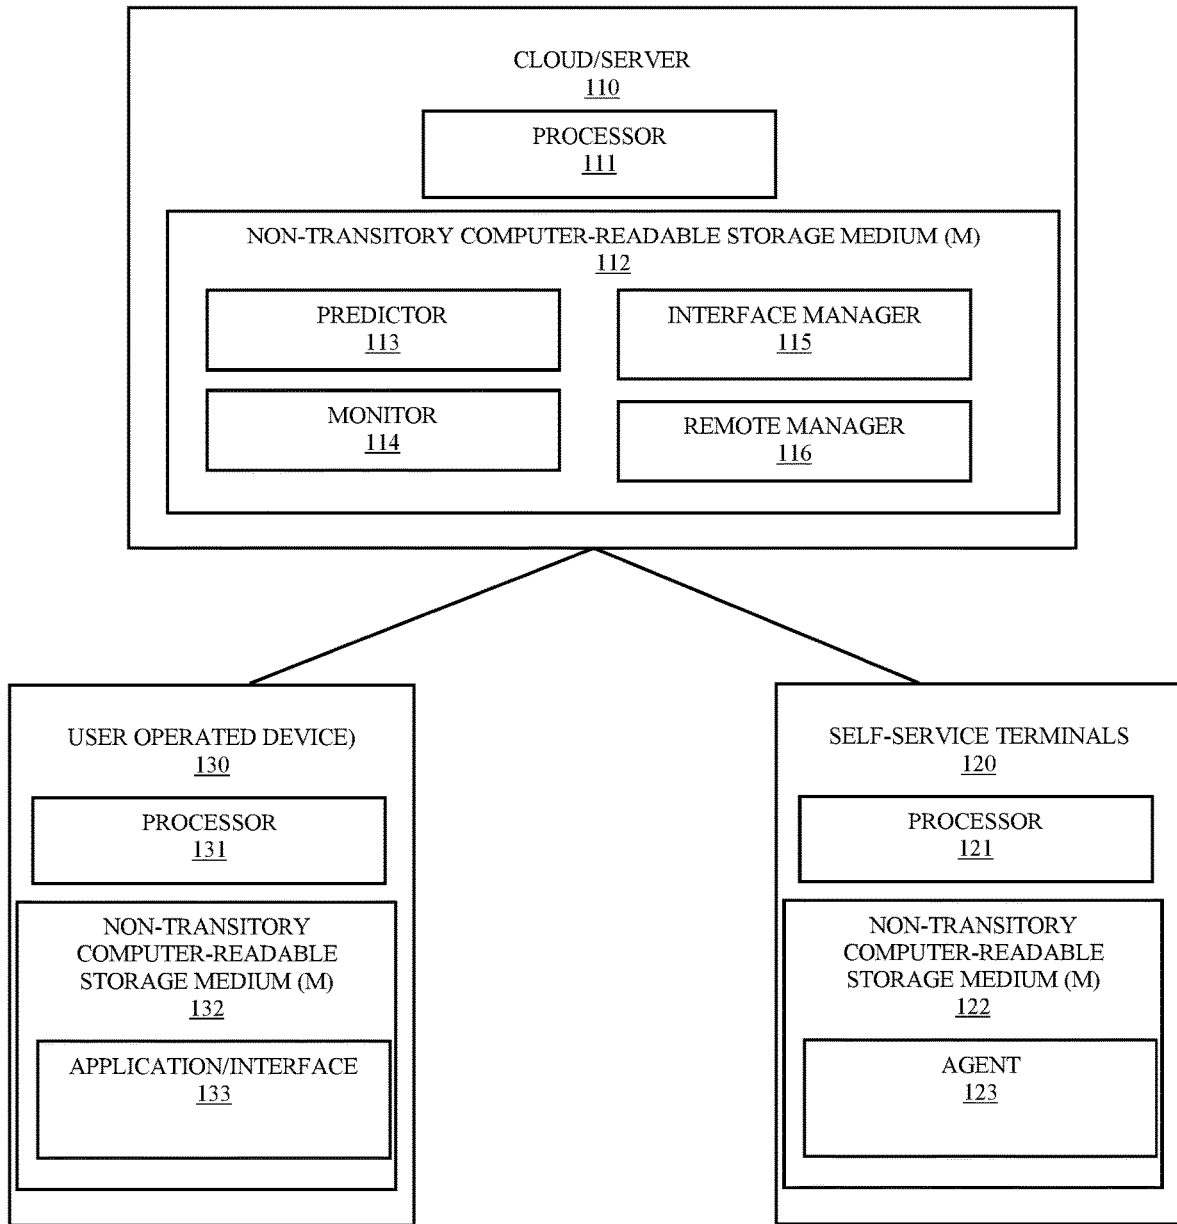 CLOUD/SERVER
110
PROCESSOR
111
NON-TRANSITORY COMPUTER-READABLE STORAGE MEDIUM (M)
112
PREDICTOR
113
INTERFACE MANAGER
115
MONITOR
114
REMOTE MANAGER
116
USER OPERATED DEVICE)
130
PROCESSOR
131
NON-TRANSITORY
COMPUTER-READABLE
STORAGE MEDIUM (M)
132
APPLICATION/INTERFACE
133
SELF-SERVICE TERMINALS
120
PROCESSOR
121
NON-TRANSITORY
COMPUTER-READABLE
STORAGE MEDIUM (M)
122
AGENT
123